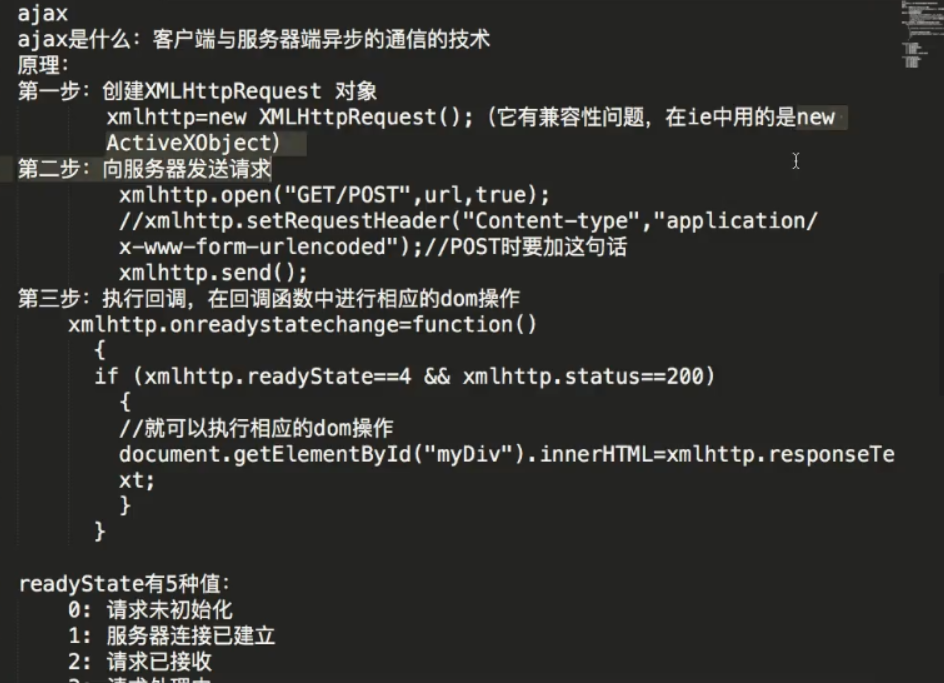 ajax
ajax是什么：客户端与服务器端异步的通信的技术
原理：
第一步：创建XMLHttpRequest 对象
xmlhttp=new XMLHttpRequest();（它有兼容性问题，在ie中用的是new
ActiveXObject）
第二步：向服务器发送请求
xmlhttp.open("GET/POST",url,true);
//xmlhttp.setRequestHeader("Content-type","application/
x-www-form-urlencoded");//POST时要加这句话
xmlhttp.send();
第三步：执行回调，在回调函数中进行相应的dom操作
xmlhttp.onreadystatechange=function()
{
if (xmlhttp.readyState==4 && xmlhttp.status==200)
{
//就可以执行相应的dom操作
document.getElementById("myDiv").innerHTML=xmlhttp.responseTe
xt;
}
}
readyState有5种值：
0: 请求未初始化
1: 服务器连接已建立
2: 请求已接收